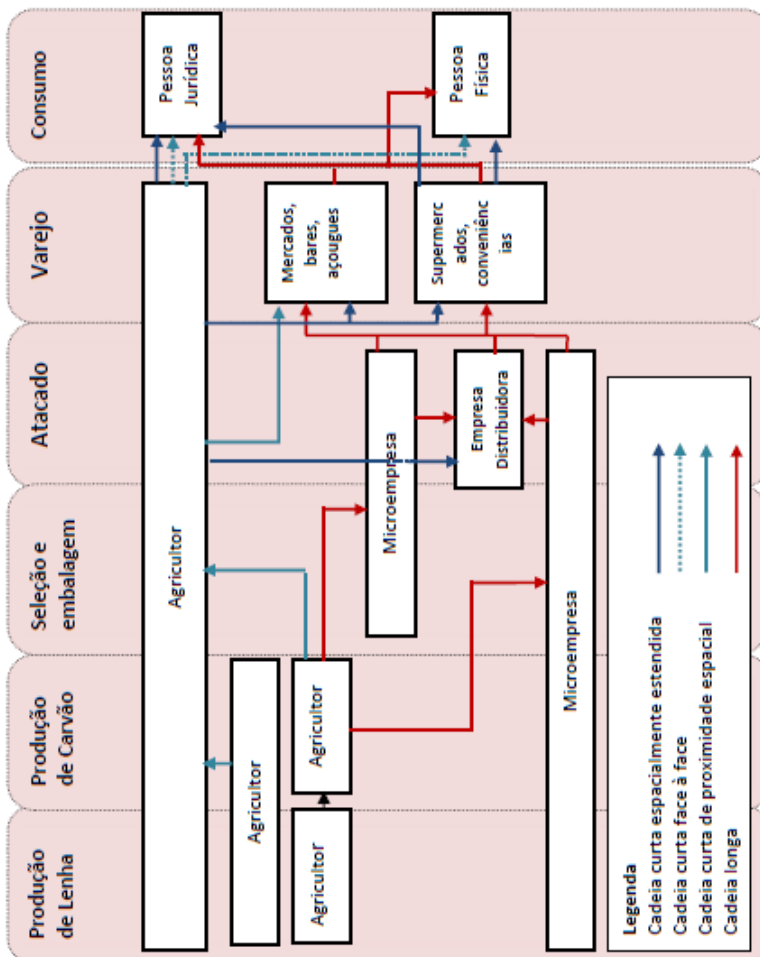 Produção
de Lenha
Produção
de Carvão
Seleção e
embalagem
Atacado
Varejo
Consumo
Agricultor
Agricultor
Agricultor
Agricultor
Microempresa
Microempresa
Empresa
Distribuidora
Mercados,
bares,
açougues
Supermerc
ados,
conveniênc
ias
Pessoa
Jurídica
Pessoa
Física
Legenda
Cadeia curta espacialmente estendida
Cadeia curta face à face
Cadeia curta de proximidade espacial
Cadeia longa